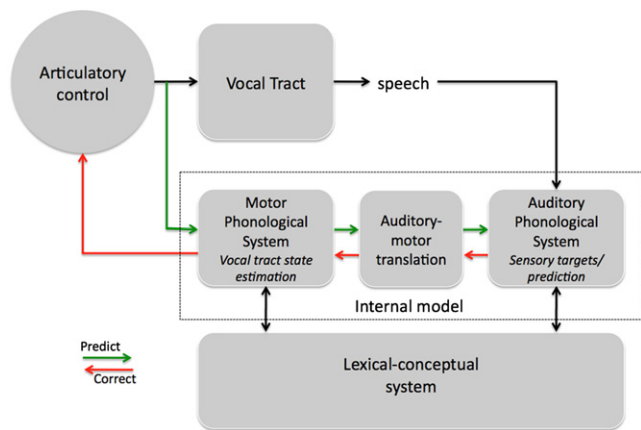 Articulatory
control
Vocal Tract
speech
Motor
Phonological
System
Vocal tract state
estimation
Auditory-
motor
translation
Auditory
Phonological
System
Sensory targets/
prediction
Internal model
Predict
Correct
Lexical-conceptual
system